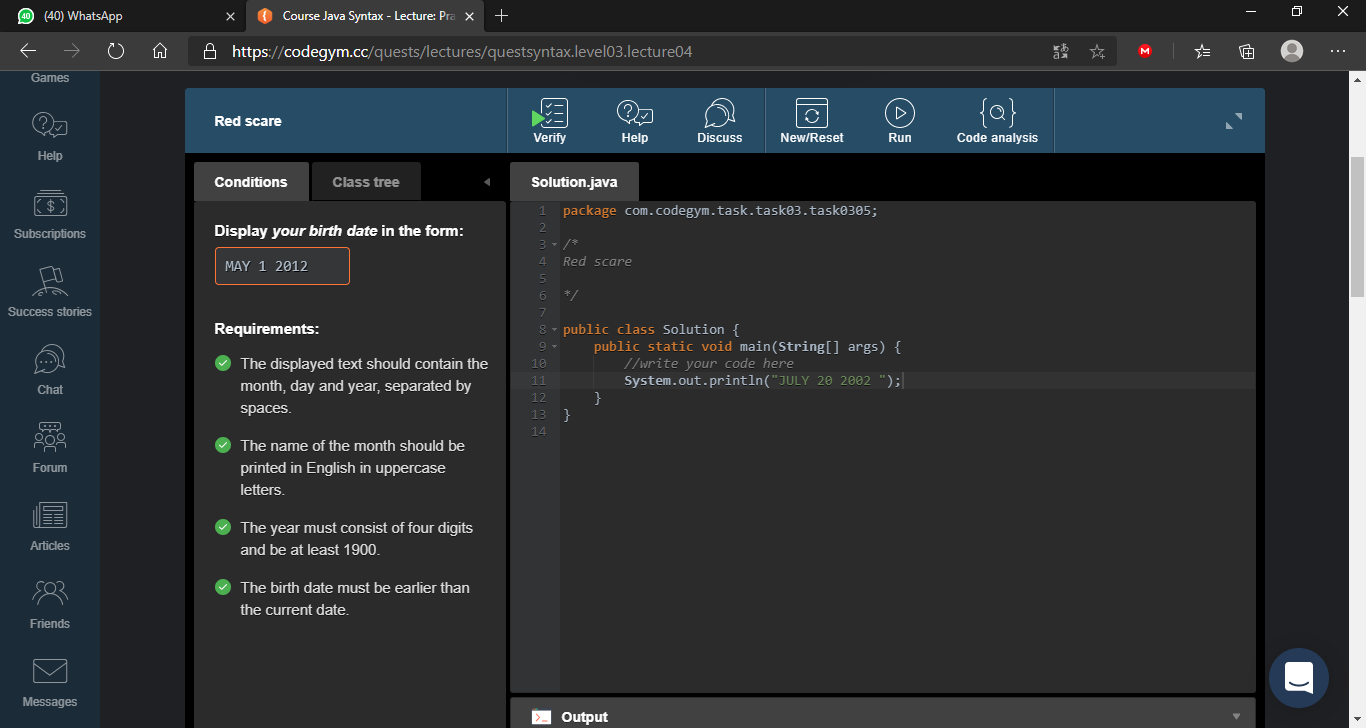 (40) WhatsApp
Course Java Syntax - Lecture: Pra
https://codegym.cc/quests/lectures/questsyntax.level03.lecture04
Games
Help
Subscriptions
Success stories
Chat
Forum
Articles
Friends
Messages
Red scare
Verify
Help
Discuss
New/Reset
Run
Code analysis
Conditions
Class tree
Display your birth date in the form:
MAY 1 2012
Requirements:
The displayed text should contain the
month, day and year, separated by
spaces.
The name of the month should be
printed in English in uppercase
letters.
The year must consist of four digits
and be at least 1900.
The birth date must be earlier than
the current date.
Solution.java
1 package com.codegym.task.task03.task0305;
2
3 /*
4 Red scare
5
6 */
7
8 public class Solution {
9 public static void main(String[] args) {
10 //write your code here
11 System.out.println("JULY 20 2002 ");
12 }
13 }
14
Output